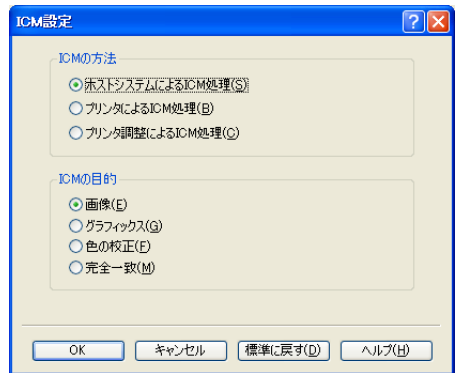 ICM設定
ICMの方法
ホストシステムによるICM処理(S)
プリンタによるICM処理(B)
プリンタ調整によるICM処理(C)
ICMの目的
画像(E)
グラフィックス(G)
色の校正(F)
完全一致(M)
OK キャンセル 標準に戻す(D) ヘルプ(H)